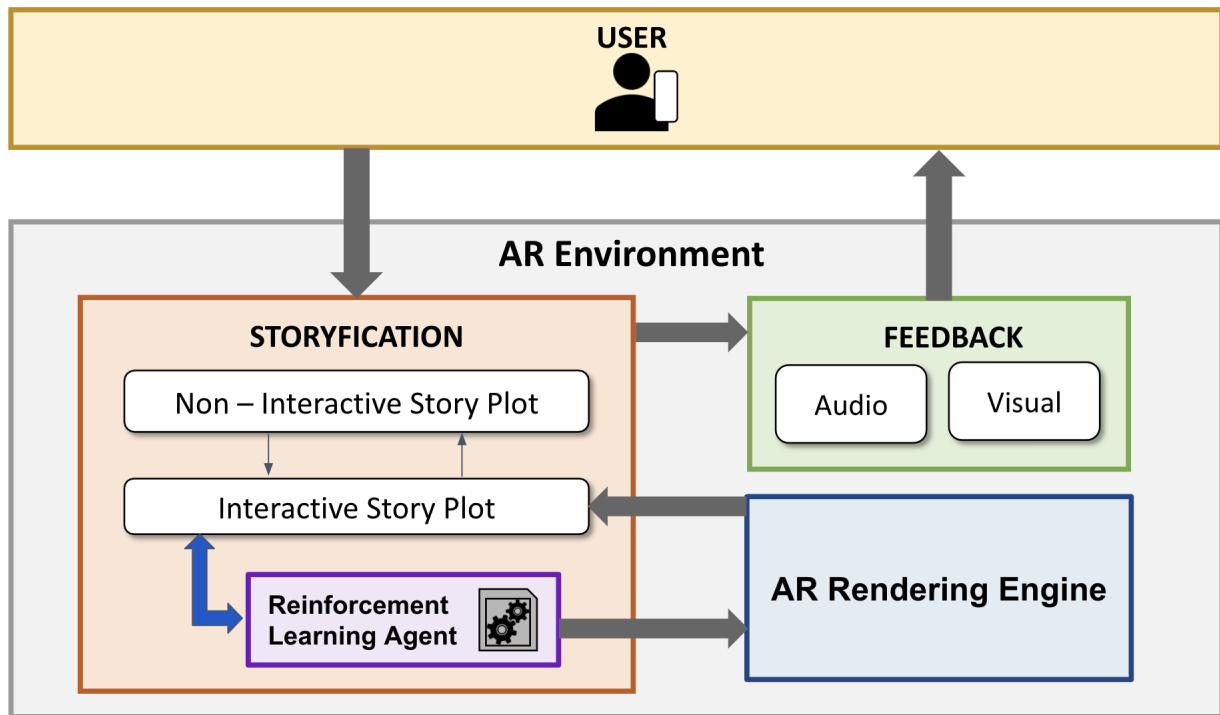 USER
AR Environment
STORYFICATION
Non – Interactive Story Plot
Interactive Story Plot
Reinforcement
Learning Agent
FEEDBACK
Audio
Visual
AR Rendering Engine